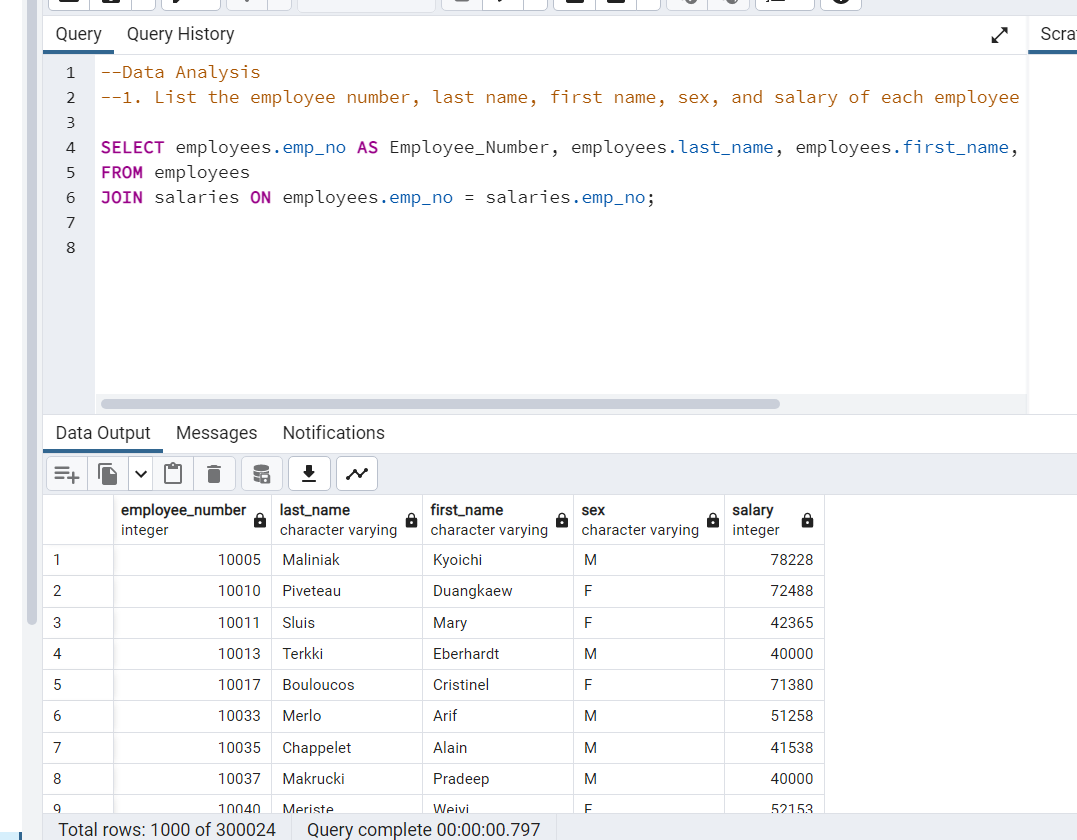 Query Query History Scra
1 --Data Analysis
2 --1. List the employee number, last name, first name, sex, and salary of each employee
3
4 SELECT employees.emp_no AS Employee_Number, employees.last_name, employees.first_name,
5 FROM employees
6 JOIN salaries ON employees.emp_no = salaries.emp_no;
7
8
Data Output Messages Notifications
employee_number last_name first_name sex salary
integer character varying character varying character varying integer
1 10005 Maliniak Kyoichi M 78228
2 10010 Piveteau Duangkaew F 72488
3 10011 Sluis Mary F 42365
4 10013 Terkki Eberhardt M 40000
5 10017 Bouloucos Cristinel F 71380
6 10033 Merlo Arif M 51258
7 10035 Chappelet Alain M 41538
8 10037 Makrucki Pradeep M 40000
9 10040 Meriste Weiyi F 52153
Total rows: 1000 of 300024 Query complete 00:00:00.797